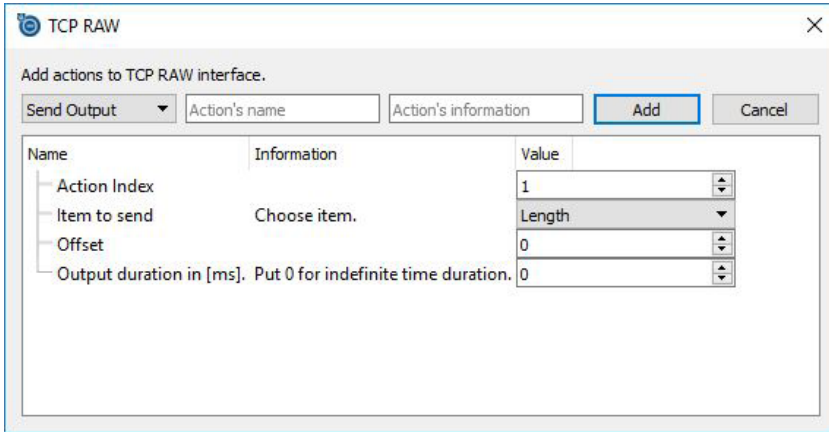 TCP RAW
Add actions to TCP RAW interface.
Send Output Action's name Action's information Add Cancel
Name Information Value
Action Index 1
Item to send Choose item. Length
Offset 0
Output duration in [ms]. Put 0 for indefinite time duration. 0